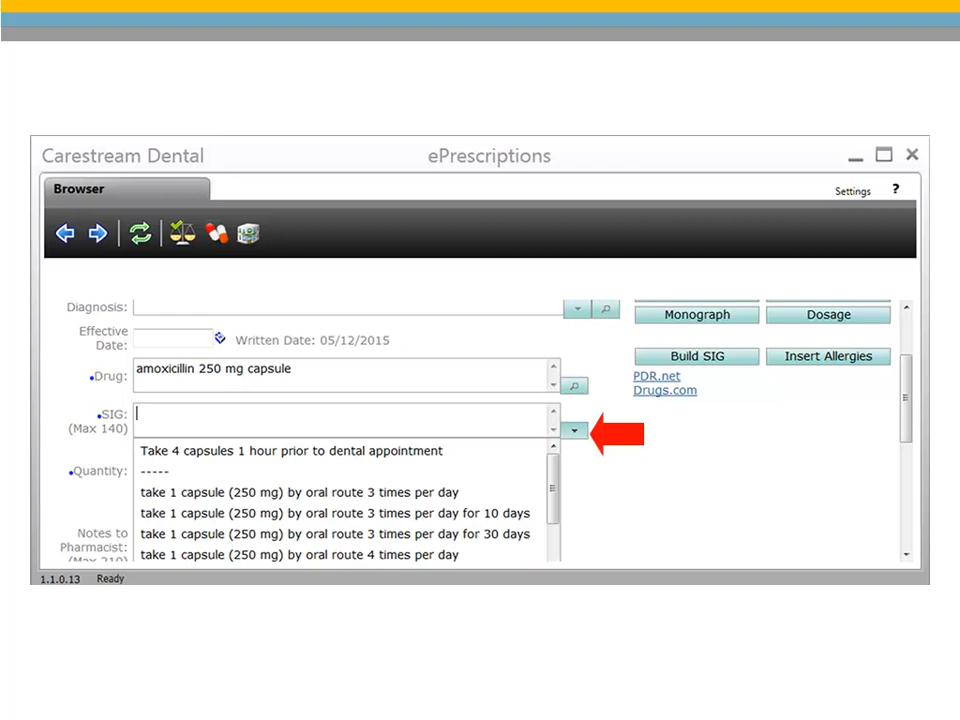 Carestream Dental ePrescriptions
Browser
Settings ?
Diagnosis:
Monograph Dosage
Effective
Date:
Written Date: 05/12/2015
Build SIG Insert Allergies
Drug:
amoxicillin 250 mg capsule
PDR.net
Drugs.com
SIG:
(Max 140)
Take 4 capsules 1 hour prior to dental appointment
Quantity:
-----
take 1 capsule (250 mg) by oral route 3 times per day
take 1 capsule (250 mg) by oral route 3 times per day for 10 days
take 1 capsule (250 mg) by oral route 3 times per day for 30 days
take 1 capsule (250 mg) by oral route 4 times per day
Notes to
Pharmacist:
(Max 210)
1.1.0.13 Ready